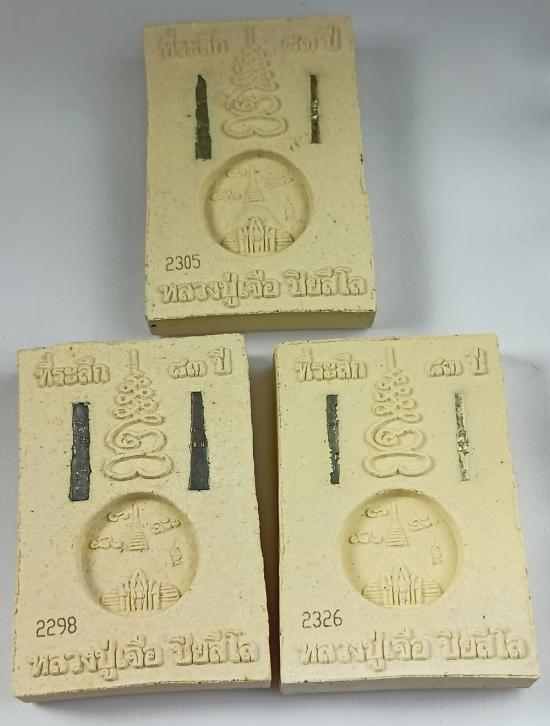 ที่ระลึก ๘๓ ปี
2305
หลวงปู่เจือ ปิยสีโล
ที่ระลึก ๘๓ ปี
2298
หลวงปู่เจือ ปิยสีโล
ที่ระลึก ๘๓ ปี
2326
หลวงปู่เจือ ปิยสีโล